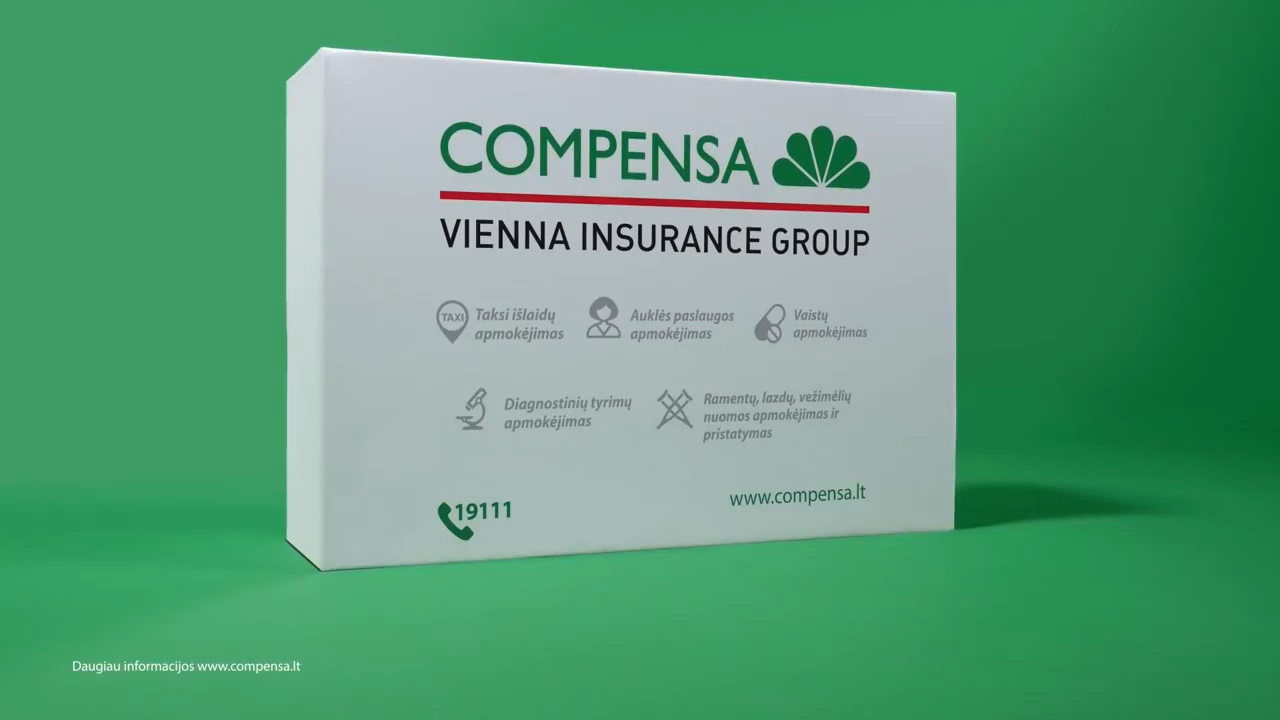 COMPENSA
VIENNA INSURANCE GROUP
TAXI
Taksi išlaidų
apmokėjimas
Auklės paslaugos
apmokėjimas
Vaistų
apmokėjimas
Diagnostinių tyrimų
apmokėjimas
Ramentų, lazdų, vežimėlių
nuomos apmokėjimas ir
pristatymas
19111
www.compensa.lt
Daugiau informacijos www.compensa.lt